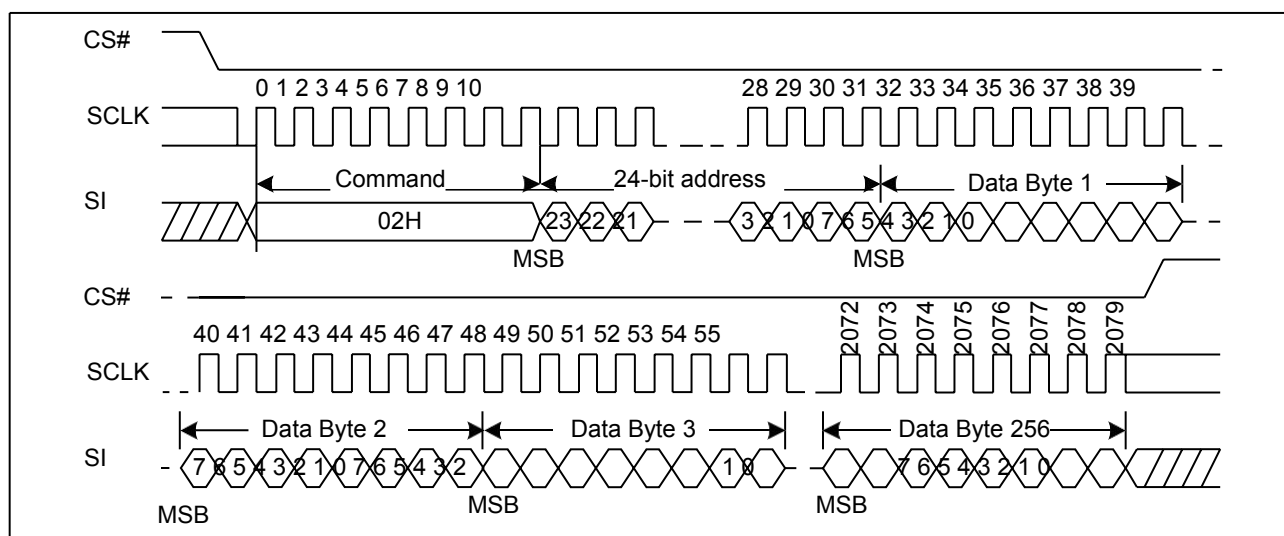 CS#
0 1 2 3 4 5 6 7 8 9 10 28 29 30 31 32 33 34 35 36 37 38 39
SCLK
Command 24-bit address Data Byte 1
SI
02H 23 22 21 3 2 1 0 7 6 5 4 3 2 1 0
MSB MSB
CS#
40 41 42 43 44 45 46 47 48 49 50 51 52 53 54 55 2072 2073 2074 2075 2076 2077 2078 2079
SCLK
Data Byte 2 Data Byte 3 Data Byte 256
SI
7 6 5 4 3 2 1 0 7 6 5 4 3 2 1 0 7 6 5 4 3 2 1 0
MSB MSB MSB